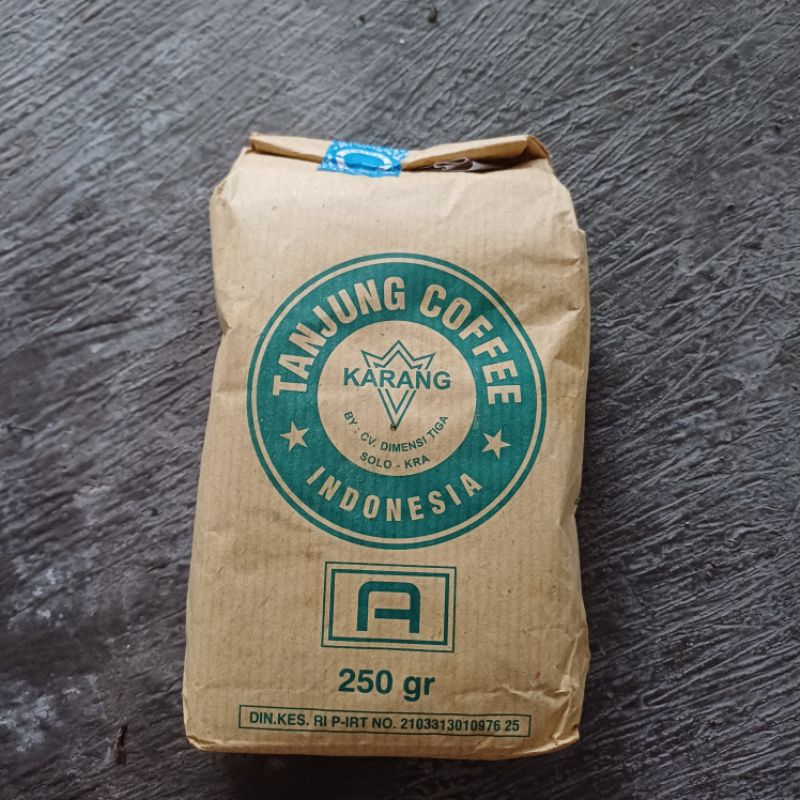 TANJUNG COFFEE
KARANG
BY : CV. DIMENSI TIGA
SOLO - KRA
INDONESIA
A
250 gr
DIN.KES. RI P-IRT NO. 2103313010976 25